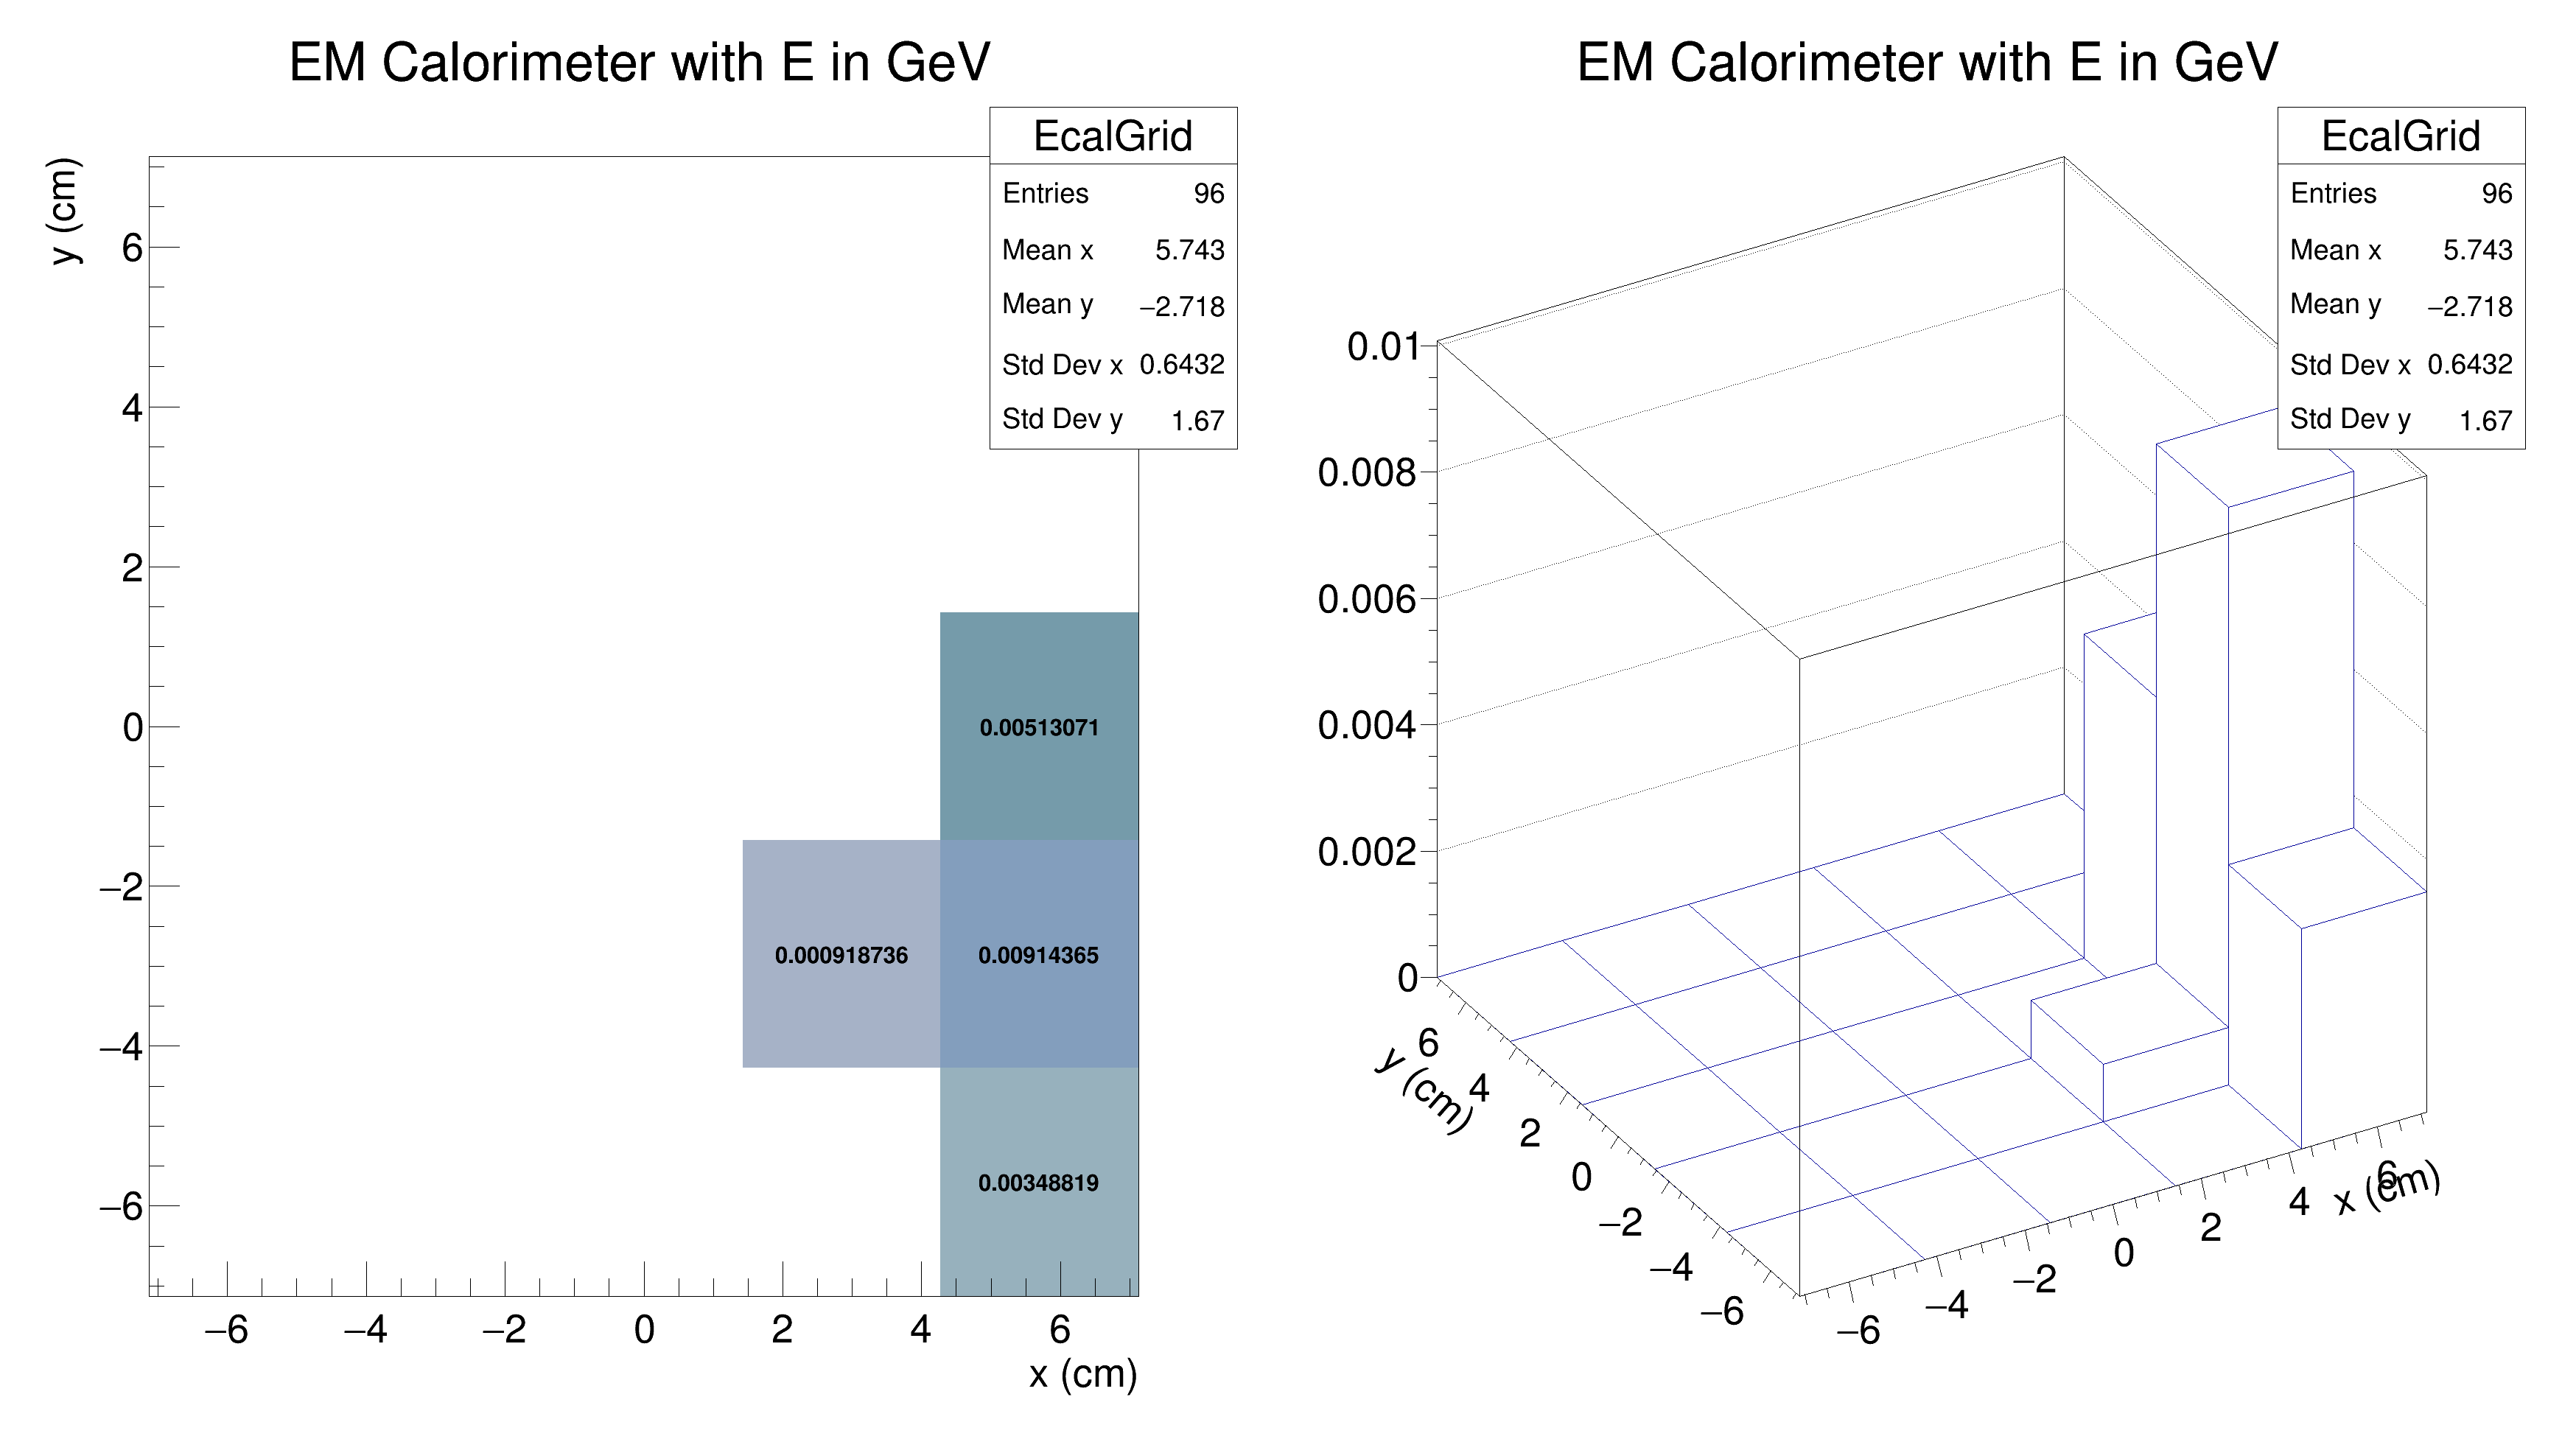 EM Calorimeter with E in GeV
EcalGrid
Entries 96
Mean x 5.743
Mean y −2.718
Std Dev x 0.6432
Std Dev y 1.67
y (cm)
6
4
2
0
−2
−4
−6
0.00513071
0.000918736 0.00914365
0.00348819
−6 −4 −2 0 2 4 6
x (cm)
EM Calorimeter with E in GeV
EcalGrid
Entries 96
Mean x 5.743
Mean y −2.718
Std Dev x 0.6432
Std Dev y 1.67
0.01
0.008
0.006
0.004
0.002
0
y (cm)
6
4
2
0
−2
−4
−6
−6 −4 −2 0 2 4 6
x (cm)